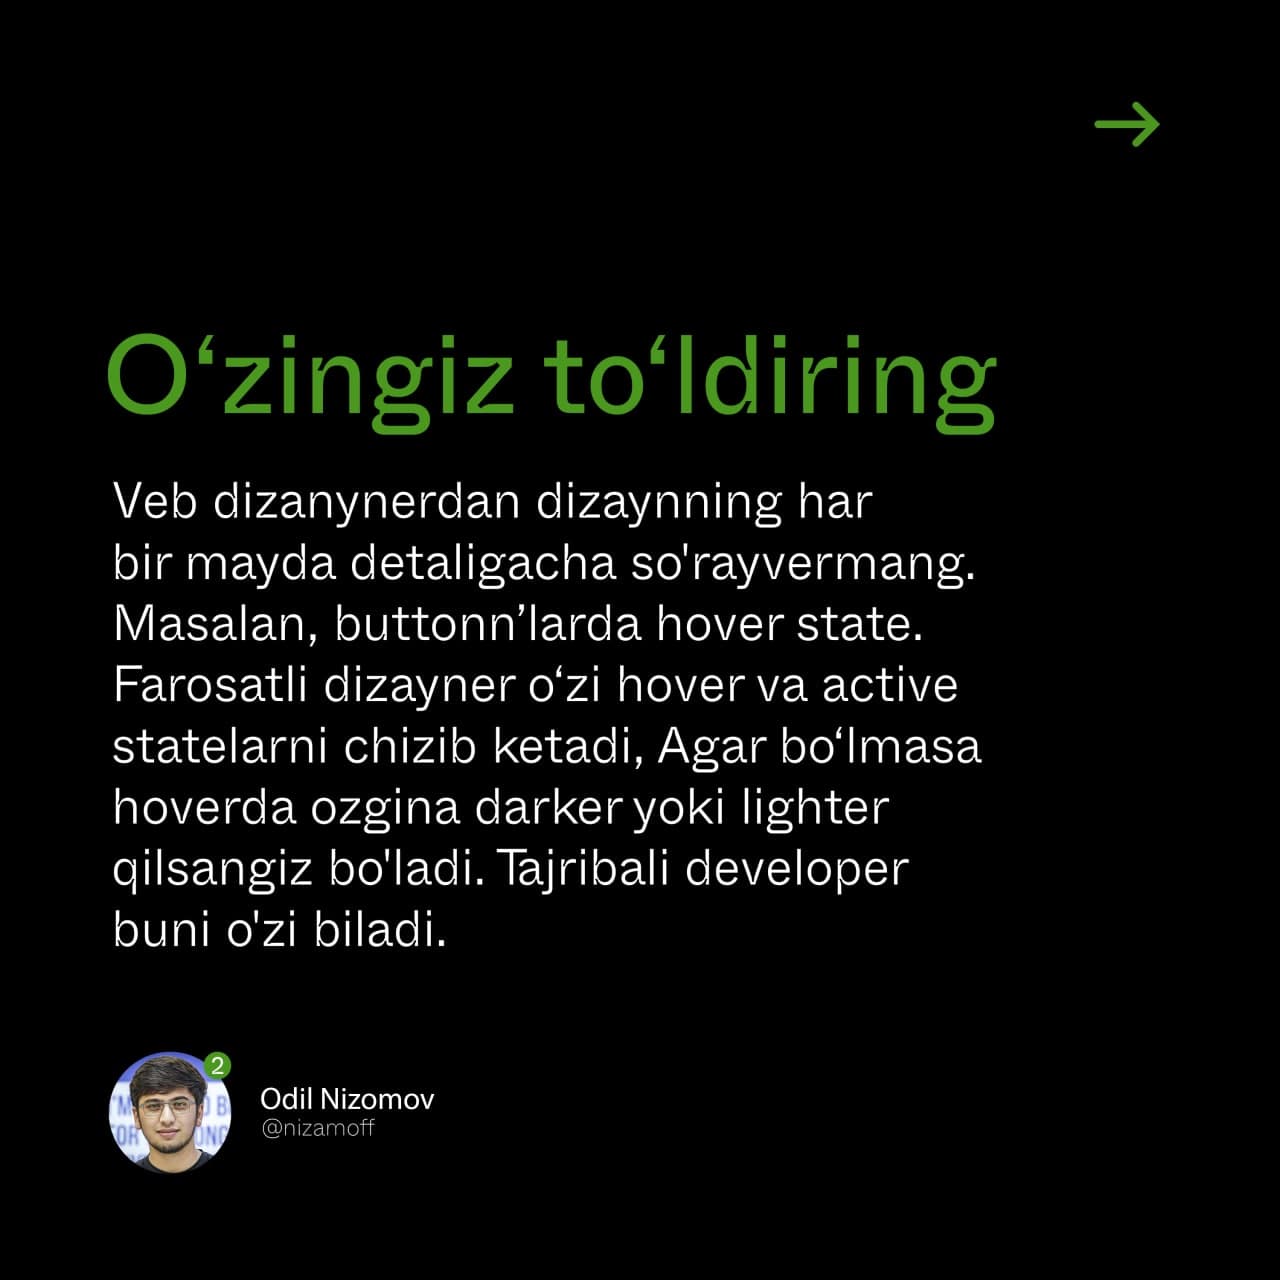 O‘zingiz to‘ldiring
Veb dizanynerdan dizaynning har
bir mayda detaligacha so'rayvermang.
Masalan, buttonn’larda hover state.
Farosatli dizayner o‘zi hover va active
statelarni chizib ketadi, Agar bo‘lmasa
hoverda ozgina darker yoki lighter
qilsangiz bo'ladi. Tajribali developer
buni o'zi biladi.
2
Odil Nizomov
@nizamoff